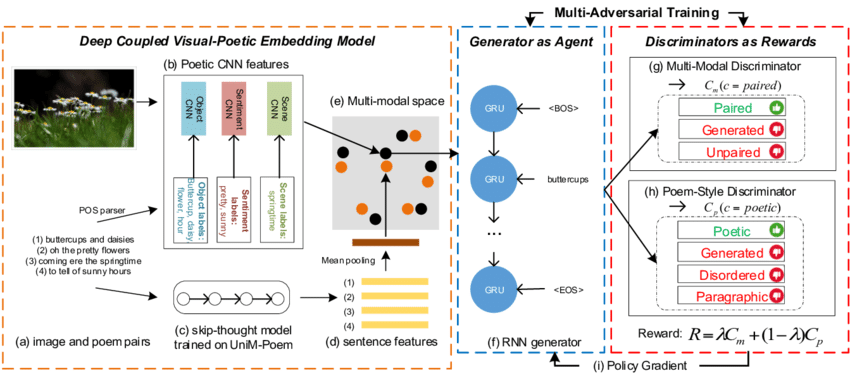 Multi-Adversarial Training
Deep Coupled Visual-Poetic Embedding Model
(b) Poetic CNN features
Object CNN
Sentiment CNN
Scene CNN
Object labels: Buttercup, daisy flower, hour
Sentiment labels: pretty, sunny
Scene labels: springtime
POS parser
(1) buttercups and daisies
(2) oh the pretty flowers
(3) coming ere the springtime
(4) to tell of sunny hours
(a) image and poem pairs
(c) skip-thought model
trained on UniM-Poem
(e) Multi-modal space
Mean pooling
(1)
(2)
(3)
(4)
(d) sentence features
Generator as Agent
GRU
<BOS>
GRU
buttercups
...
...
GRU
<EOS>
(f) RNN generator
Discriminators as Rewards
(g) Multi-Modal Discriminator
Cm(c = paired)
Paired
Generated
Unpaired
(h) Poem-Style Discriminator
Cp(c = poetic)
Poetic
Generated
Disordered
Paragraphic
Reward: R=λCm+(1−λ)Cp
(i) Policy Gradient